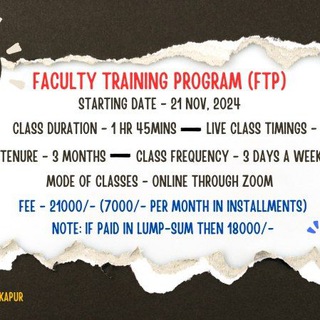 FACULTY TRAINING PROGRAM (FTP)
STARTING DATE - 21 NOV, 2024
CLASS DURATION - 1 HR 45MINS — LIVE CLASS TIMINGS -
TENURE - 3 MONTHS — CLASS FREQUENCY - 3 DAYS A WEEK
MODE OF CLASSES - ONLINE THROUGH ZOOM
FEE - 21000/- (7000/- PER MONTH IN INSTALLMENTS)
NOTE: IF PAID IN LUMP-SUM THEN 18000/-
KAPUR